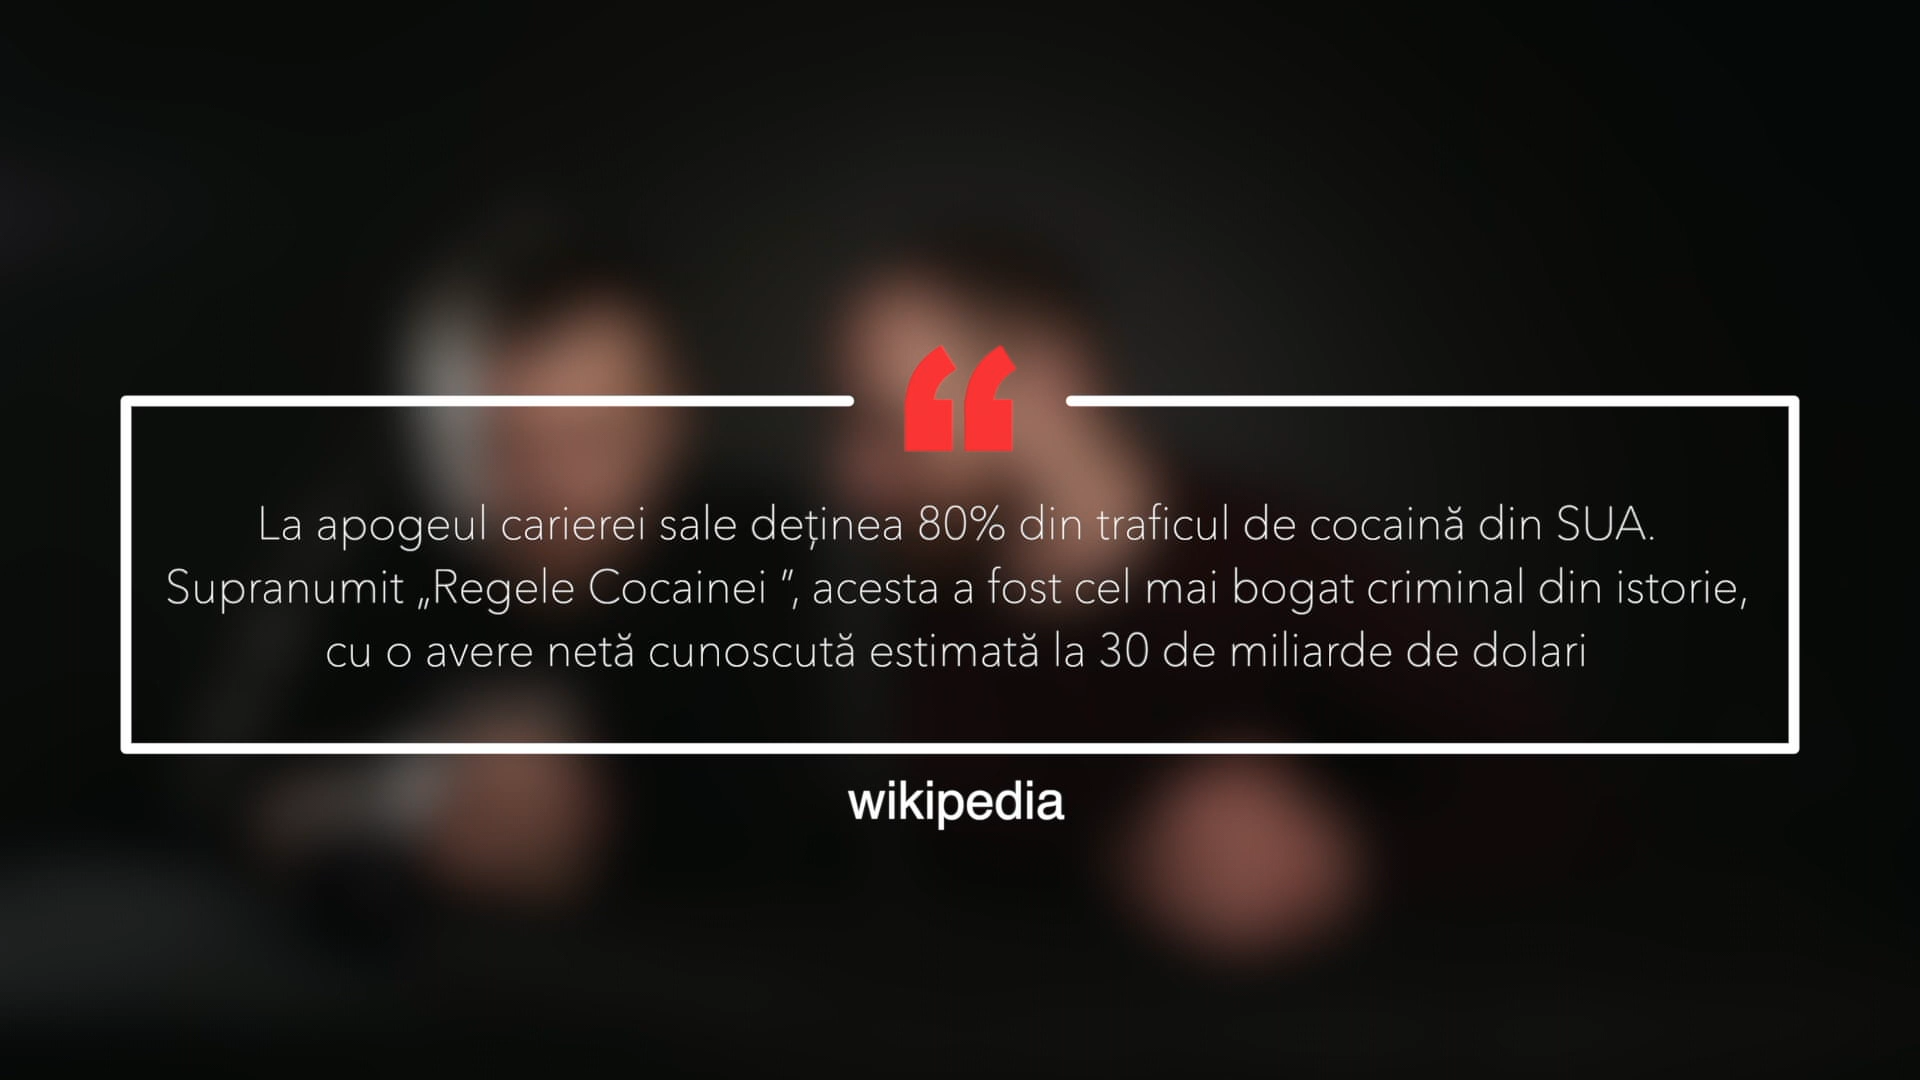 La apogeul carierei sale deținea 80% din traficul de cocaină din SUA.
Supranumit „Regele Cocainei ”, acesta a fost cel mai bogat criminal din istorie,
cu o avere netă cunoscută estimată la 30 de miliarde de dolari
wikipedia